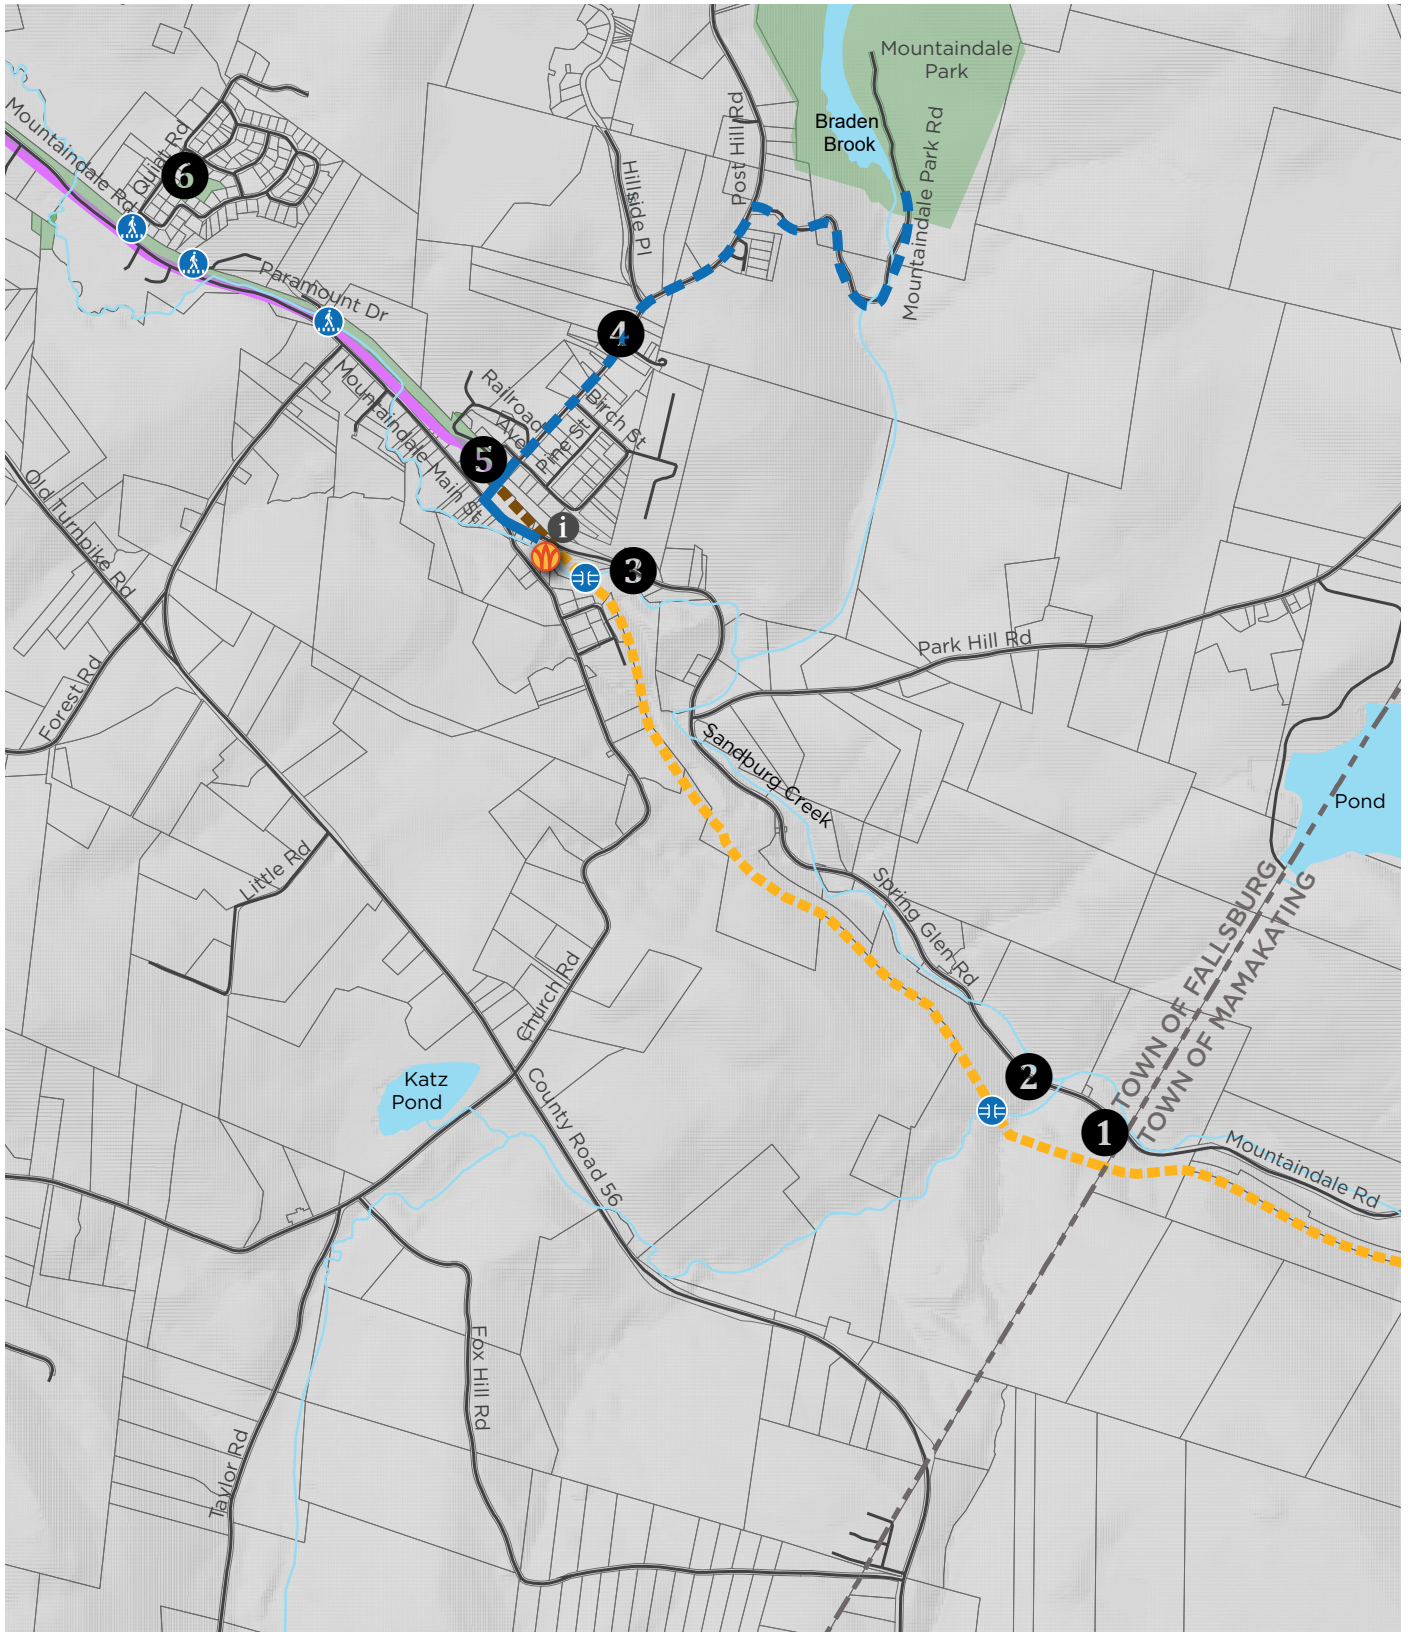 Mountaindale
Park
Mountaindale Rd
Quint Rd
6
Post Hill Rd
Braden
Brook
Mountaindale Park Rd
Hillside Pl
Paramount Dr
4
Mountaindale Main St
Railroad
Ave
Birch St
Pine St
5
Old Turnpike Rd
i
3
Park Hill Rd
Forest Rd
Sandburg Creek
Pond
Little Rd
Spring Glen Rd
TOWN OF FALLSBURG
TOWN OF MAMAKATING
Church Rd
Katz
Pond
County Road 56
2
1
Mountaindale Rd
Fox Hill Rd
Taylor Rd